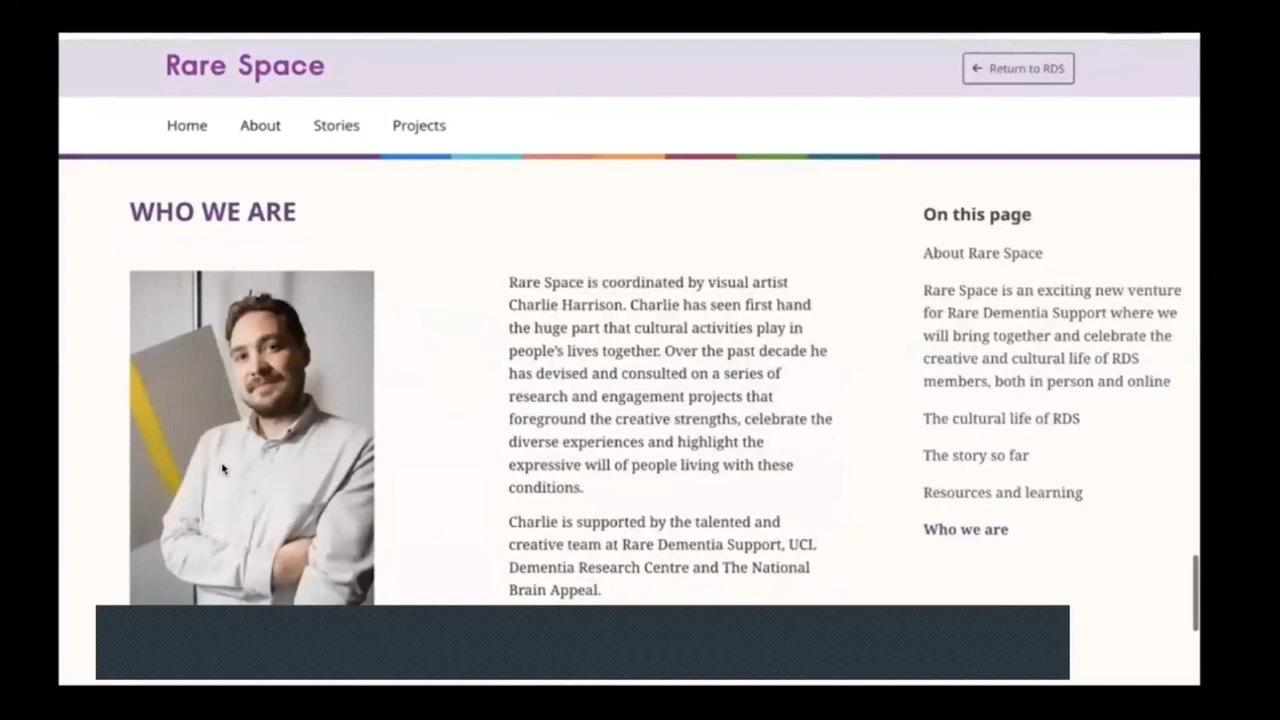 Rare Space
← Return to RDS
Home About Stories Projects
WHO WE ARE
Rare Space is coordinated by visual artist
Charlie Harrison. Charlie has seen first hand
the huge part that cultural activities play in
people's lives together. Over the past decade he
has devised and consulted on a series of
research and engagement projects that
foreground the creative strengths, celebrate the
diverse experiences and highlight the
expressive will of people living with these
conditions.
Charlie is supported by the talented and
creative team at Rare Dementia Support, UCL
Dementia Research Centre and The National
Brain Appeal.
On this page
About Rare Space
Rare Space is an exciting new venture
for Rare Dementia Support where we
will bring together and celebrate the
creative and cultural life of RDS
members, both in person and online
The cultural life of RDS
The story so far
Resources and learning
Who we are